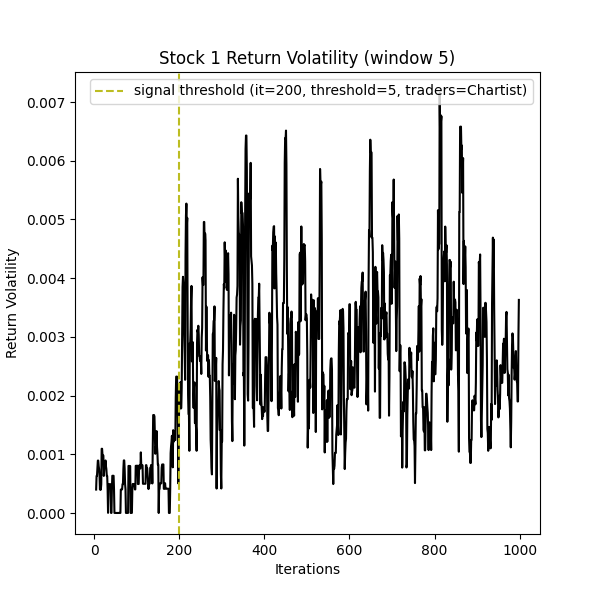 Stock 1 Return Volatility (window 5)
signal threshold (it=200, threshold=5, traders=Chartist)
0.007
0.006
0.005
0.004
0.003
0.002
0.001
0.000
Return Volatility
0 200 400 600 800 1000
Iterations